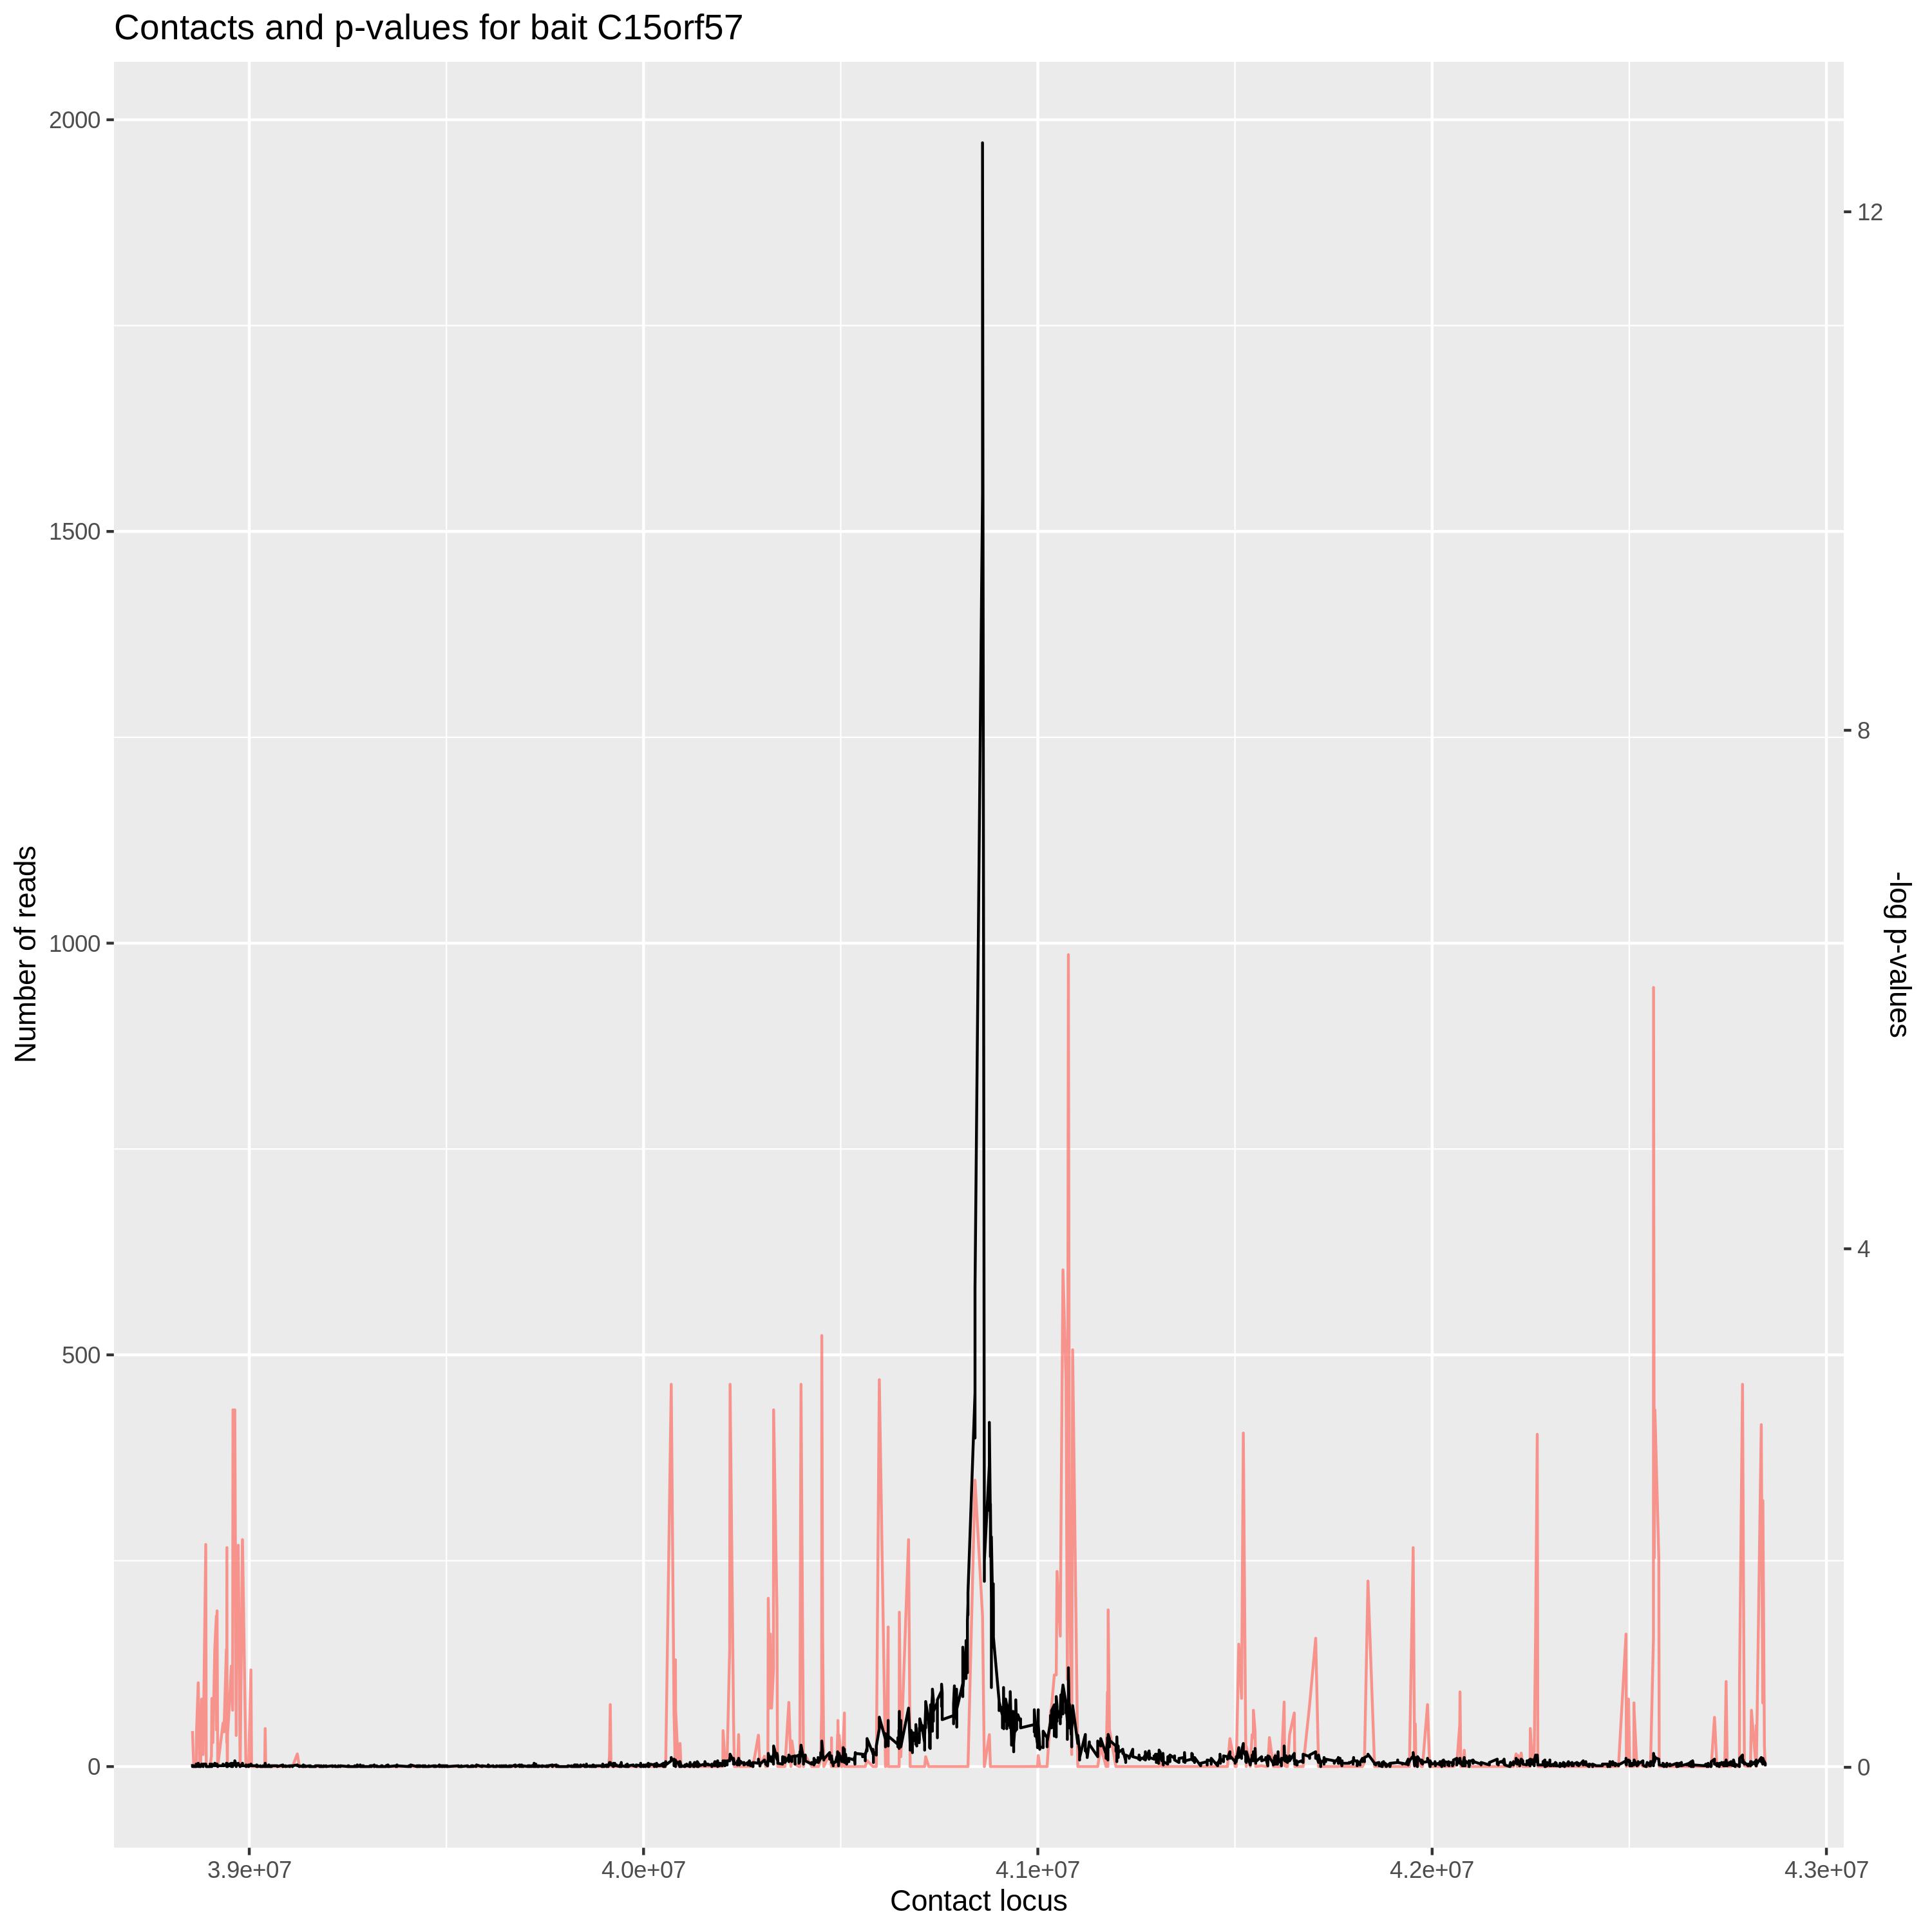 Contacts and p-values for bait C15orf57
2000
1500
1000
500
0
Number of reads
12
8
4
0
-log p-values
3.9e+07
4.0e+07
4.1e+07
4.2e+07
4.3e+07
Contact locus